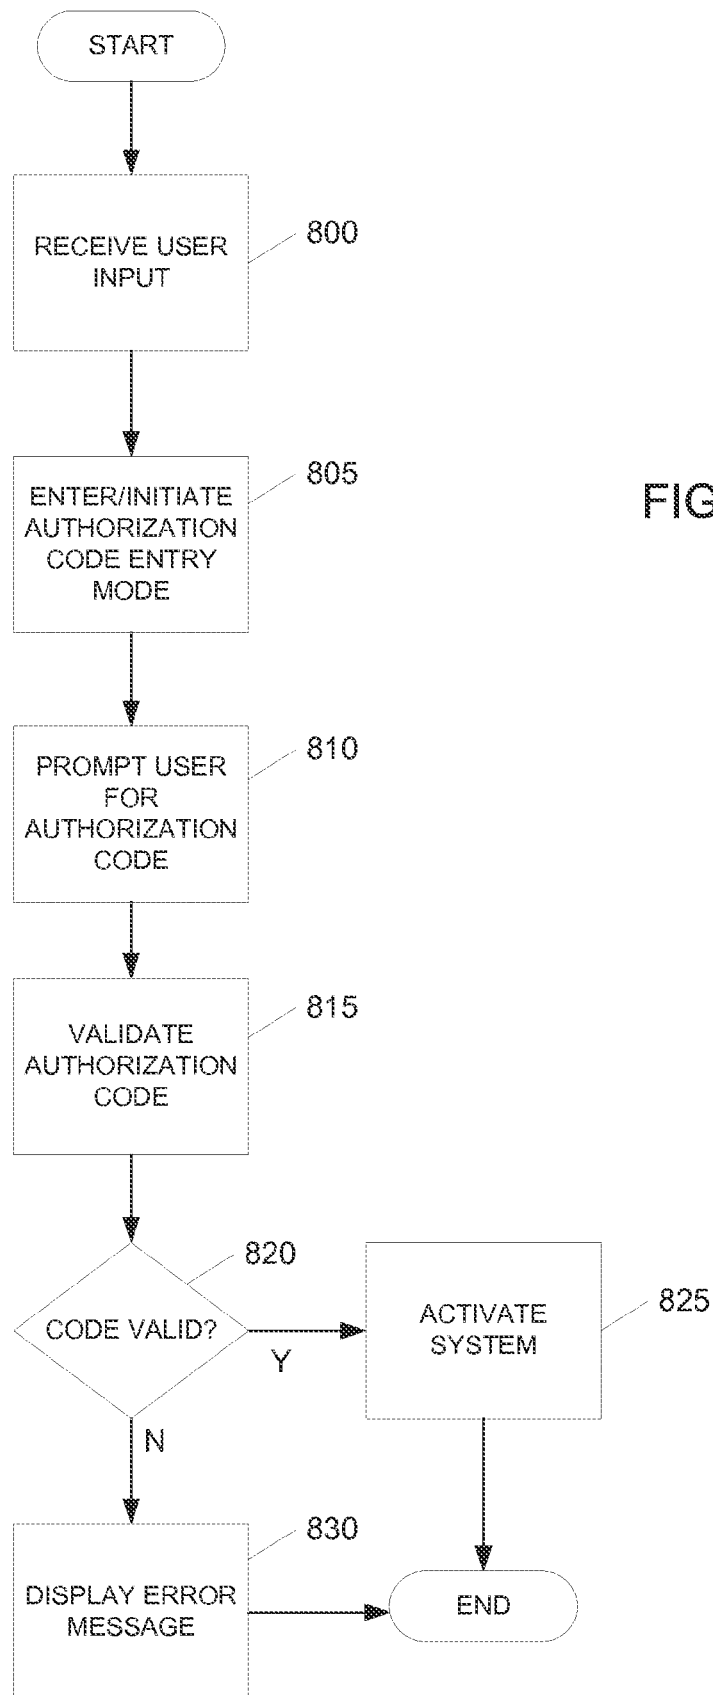 START
RECEIVE USER
INPUT
800
ENTER/INITIATE
AUTHORIZATION
CODE ENTRY
MODE
805
FIG
PROMPT USER
FOR
AUTHORIZATION
CODE
810
VALIDATE
AUTHORIZATION
CODE
815
CODE VALID?
820
Y
N
ACTIVATE
SYSTEM
825
DISPLAY ERROR
MESSAGE
830
END